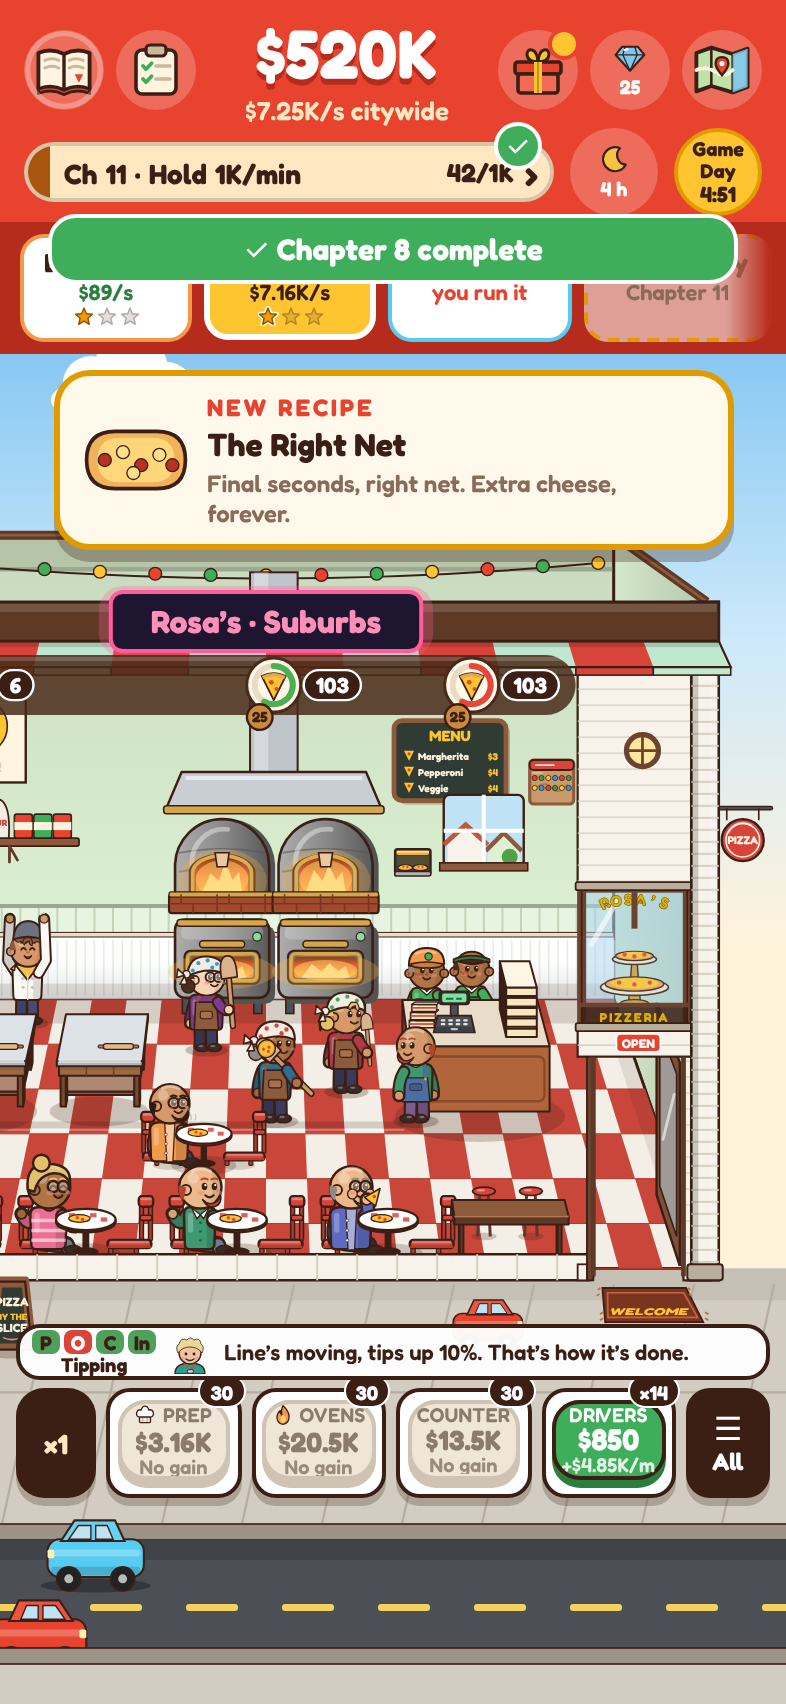 $520K
$7.25K/s citywide
25
Ch 11 · Hold 1K/min
42/1K
4 h
Game
Day
4:51
Chapter 8 complete
$89/s
$7.16K/s
you run it
Chapter 11
NEW RECIPE
The Right Net
Final seconds, right net. Extra cheese,
forever.
Rosa's · Suburbs
6
103
103
25
25
MENU
Margherita $3
Pepperoni $4
Veggie $4
PIZZA
ROSA'S
PIZZERIA
OPEN
WELCOME
PIZZA
BY THE
SLICE
P O C In
Tipping
Line's moving, tips up 10%. That's how it's done.
x1
30
PREP
$3.16K
No gain
30
OVENS
$20.5K
No gain
30
COUNTER
$13.5K
No gain
x14
DRIVERS
$850
+$4.85K/m
All